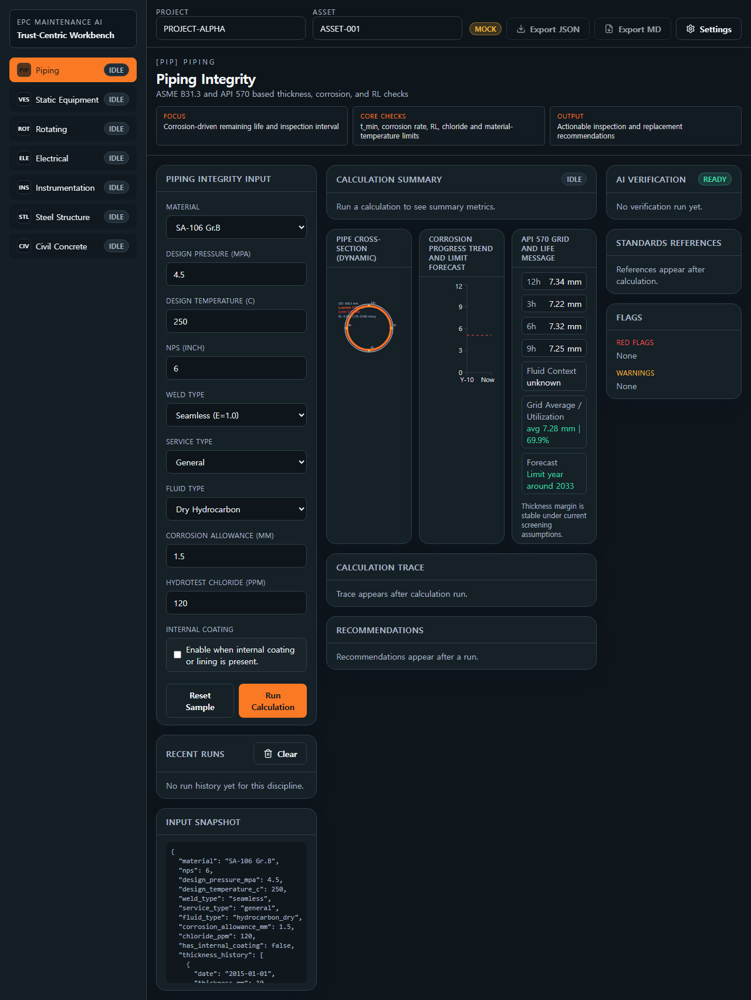 EPC MAINTENANCE AI
Trust-Centric Workbench
PIP Piping IDLE
VES Static Equipment IDLE
ROT Rotating IDLE
ELE Electrical IDLE
INS Instrumentation IDLE
STL Steel Structure IDLE
CIV Civil Concrete IDLE
PROJECT
PROJECT-ALPHA
ASSET
ASSET-001
MOCK
Export JSON
Export MD
Settings
[PIP] PIPING
Piping Integrity
ASME B31.3 and API 570 based thickness, corrosion, and RL checks
FOCUS
Corrosion-driven remaining life and inspection interval
CORE CHECKS
t_min, corrosion rate, RL, chloride and material-
temperature limits
OUTPUT
Actionable inspection and replacement
recommendations
PIPING INTEGRITY INPUT
MATERIAL
SA-106 Gr.B
DESIGN PRESSURE (MPA)
4.5
DESIGN TEMPERATURE (C)
250
NPS (INCH)
6
WELD TYPE
Seamless (E=1.0)
SERVICE TYPE
General
FLUID TYPE
Dry Hydrocarbon
CORROSION ALLOWANCE (MM)
1.5
HYDROTEST CHLORIDE (PPM)
120
INTERNAL COATING
Enable when internal coating
or lining is present.
Reset
Sample
Run
Calculation
RECENT RUNS
Clear
No run history yet for this discipline.
INPUT SNAPSHOT
{
"material": "SA-106 Gr.B",
"nps": 6,
"design_pressure_mpa": 4.5,
"design_temperature_c": 250,
"weld_type": "seamless",
"service_type": "general",
"fluid_type": "hydrocarbon_dry",
"corrosion_allowance_mm": 1.5,
"chloride_ppm": 120,
"has_internal_coating": false,
"thickness_history": [
{
"date": "2015-01-01",
"thickness_mm": 10
CALCULATION SUMMARY
IDLE
Run a calculation to see summary metrics.
PIPE CROSS-
SECTION
(DYNAMIC)
OD: 168.3 mm
12h
RL: 6.2
| CR: 0.140 mm/y
CORROSION
PROGRESS TREND
AND LIMIT
FORECAST
12
9
6
3
0
Y-10 Now
API 570 GRID
AND LIFE
MESSAGE
12h 7.34 mm
3h 7.22 mm
6h 7.32 mm
9h 7.25 mm
Fluid Context
unknown
Grid Average /
Utilization
avg 7.28 mm |
69.9%
Forecast
Limit year
around 2033
Thickness margin is
stable under current
screening
assumptions.
CALCULATION TRACE
Trace appears after calculation run.
RECOMMENDATIONS
Recommendations appear after a run.
AI VERIFICATION
READY
No verification run yet.
STANDARDS REFERENCES
References appear after
calculation.
FLAGS
RED FLAGS
None
WARNINGS
None